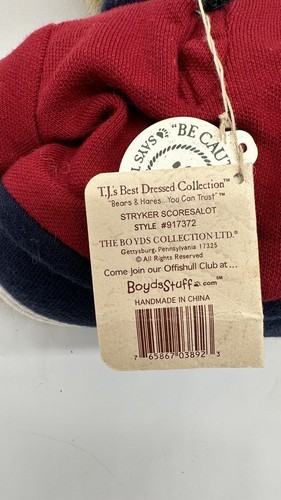 L SAYS "BE CAU
T.J.'s Best Dressed Collection™
"Bears & Hares...You Can Trust"™
STRYKER SCORESALOT
STYLE #917372
THE BOYDS COLLECTION LTD.®
Gettysburg, Pennsylvania 17325
© All Rights Reserved
Come join our Offishull Club at...
BoydsStuff.com℠
HANDMADE IN CHINA
7 65867 03892 3